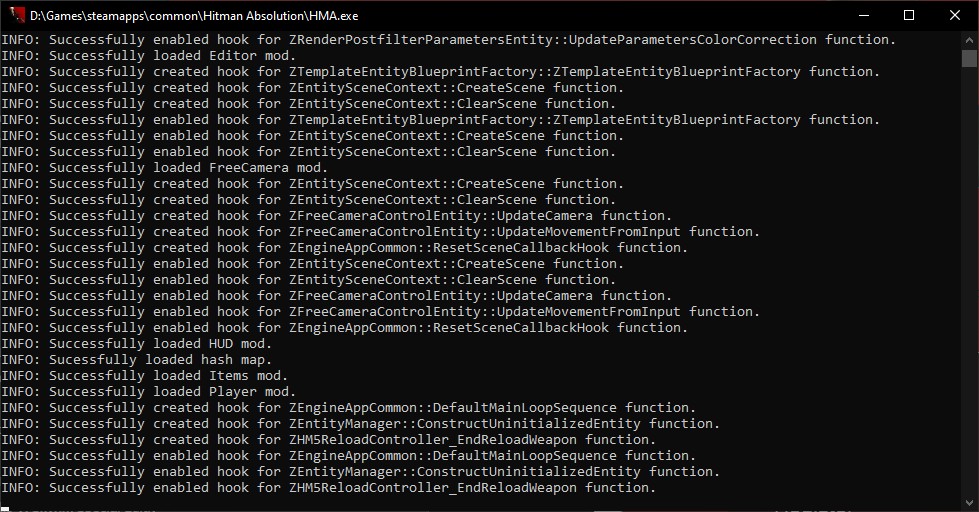 D:\Games\steamapps\common\Hitman Absolution\HMA.exe
INFO: Successfully enabled hook for ZRenderPostfilterParametersEntity::UpdateParametersColorCorrection function.
INFO: Successfully loaded Editor mod.
INFO: Successfully created hook for ZTemplateEntityBlueprintFactory::ZTemplateEntityBlueprintFactory function.
INFO: Successfully created hook for ZEntitySceneContext::CreateScene function.
INFO: Successfully created hook for ZEntitySceneContext::ClearScene function.
INFO: Successfully enabled hook for ZTemplateEntityBlueprintFactory::ZTemplateEntityBlueprintFactory function.
INFO: Successfully enabled hook for ZEntitySceneContext::CreateScene function.
INFO: Successfully enabled hook for ZEntitySceneContext::ClearScene function.
INFO: Successfully loaded FreeCamera mod.
INFO: Successfully created hook for ZEntitySceneContext::CreateScene function.
INFO: Successfully created hook for ZEntitySceneContext::ClearScene function.
INFO: Successfully created hook for ZFreeCameraControlEntity::UpdateCamera function.
INFO: Successfully created hook for ZFreeCameraControlEntity::UpdateMovementFromInput function.
INFO: Successfully created hook for ZEngineAppCommon::ResetSceneCallbackHook function.
INFO: Successfully enabled hook for ZEntitySceneContext::CreateScene function.
INFO: Successfully enabled hook for ZEntitySceneContext::ClearScene function.
INFO: Successfully enabled hook for ZFreeCameraControlEntity::UpdateCamera function.
INFO: Successfully enabled hook for ZFreeCameraControlEntity::UpdateMovementFromInput function.
INFO: Successfully enabled hook for ZEngineAppCommon::ResetSceneCallbackHook function.
INFO: Successfully loaded HUD mod.
INFO: Sucessfully loaded hash map.
INFO: Successfully loaded Items mod.
INFO: Successfully loaded Player mod.
INFO: Successfully created hook for ZEngineAppCommon::DefaultMainLoopSequence function.
INFO: Successfully created hook for ZEntityManager::ConstructUninitializedEntity function.
INFO: Successfully created hook for ZHM5ReloadController_EndReloadWeapon function.
INFO: Successfully enabled hook for ZEngineAppCommon::DefaultMainLoopSequence function.
INFO: Successfully enabled hook for ZEntityManager::ConstructUninitializedEntity function.
INFO: Successfully enabled hook for ZHM5ReloadController_EndReloadWeapon function.